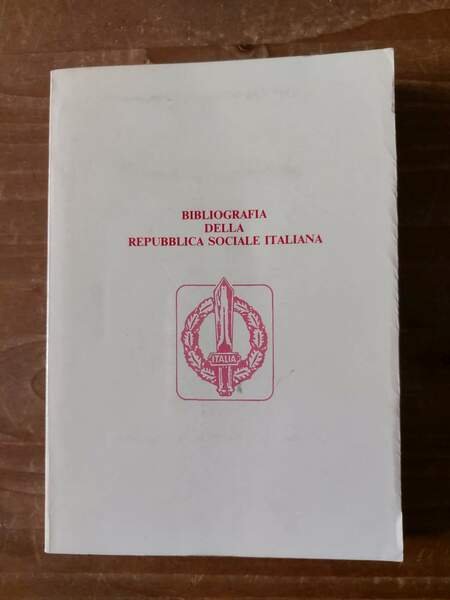 BIBLIOGRAFIA
DELLA
REPUBBLICA SOCIALE ITALIANA
ITALIA